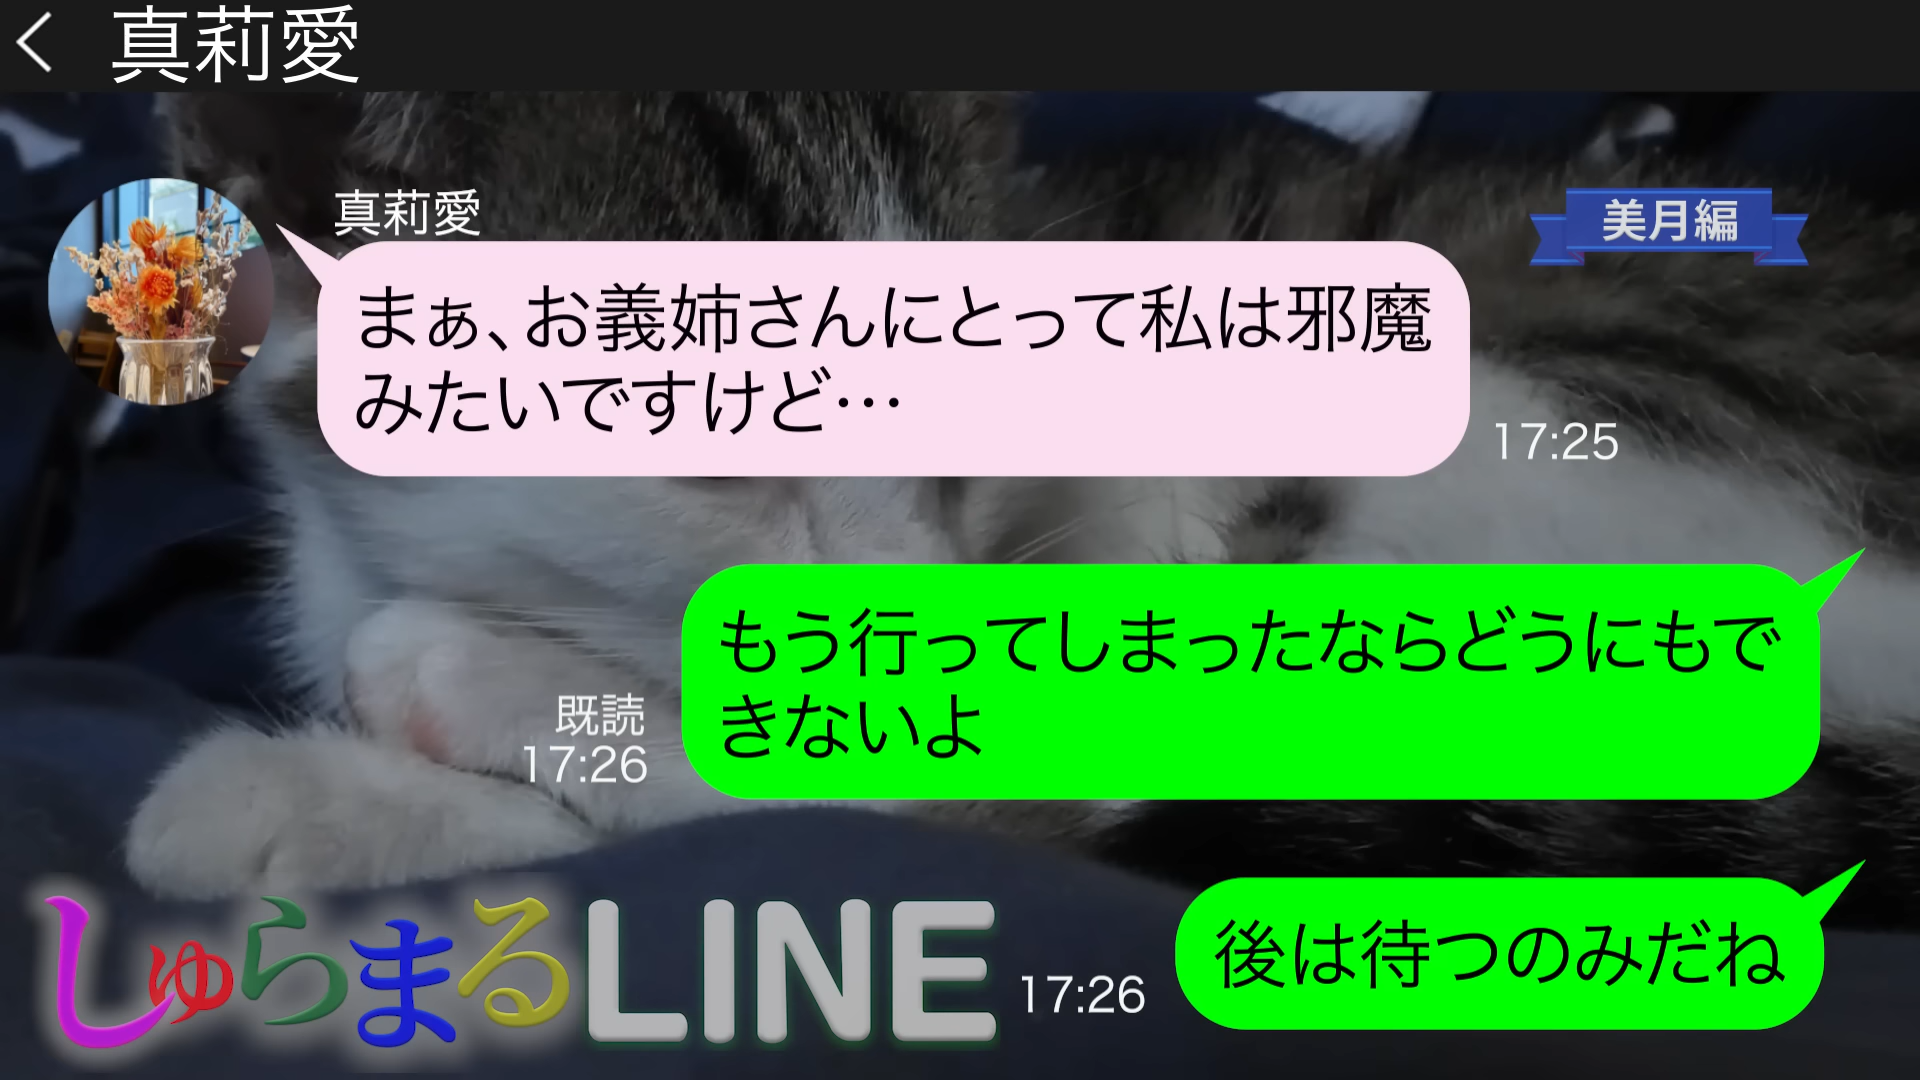 真莉愛
真莉愛
美月編
まぁ、お義姉さんにとって私は邪魔
みたいですけど…
17:25
もう行ってしまったならどうにもで
きないよ
既読
17:26
後は待つのみだね
17:26
しゅらまるLINE